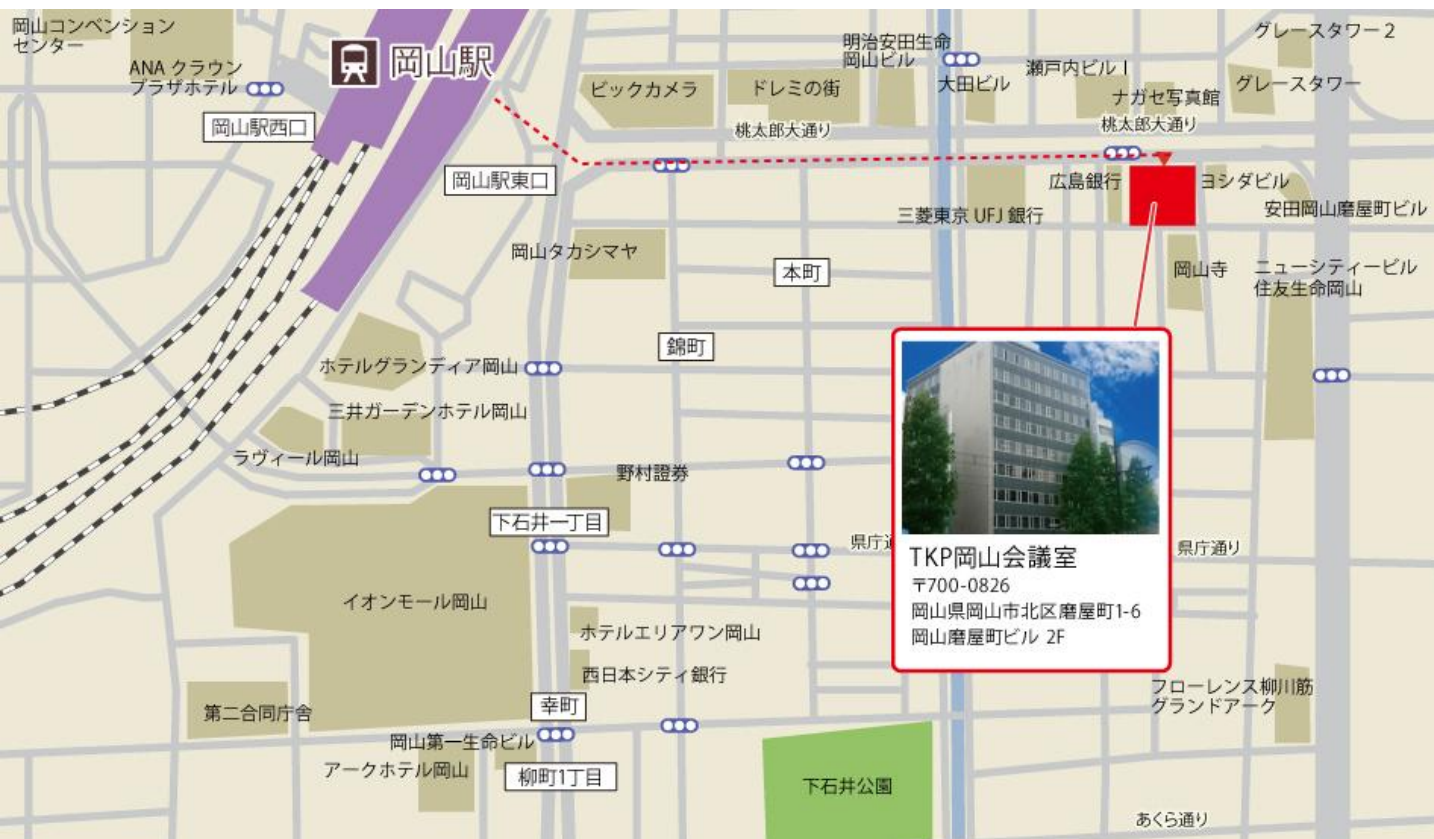 岡山コンベンション
センター
岡山駅
ANA クラウン
プラザホテル
岡山駅西口
岡山駅東口
ビックカメラ
ドレミの街
明治安田生命
岡山ビル
大田ビル
瀬戸内ビルⅠ
ナガセ写真館
グレースタワー2
グレースタワー
桃太郎大通り
桃太郎大通り
広島銀行
ヨシダビル
三菱東京 UFJ 銀行
安田岡山磨屋町ビル
岡山タカシマヤ
本町
岡山寺
ニューシティービル
住友生命岡山
錦町
ホテルグランディア岡山
三井ガーデンホテル岡山
ラヴィール岡山
野村證券
下石井一丁目
県庁通
県庁通り
TKP岡山会議室
〒700-0826
岡山県岡山市北区磨屋町1-6
岡山磨屋町ビル 2F
イオンモール岡山
ホテルエリアワン岡山
西日本シティ銀行
第二合同庁舎
幸町
フローレンス柳川筋
グランドアーク
岡山第一生命ビル
アークホテル岡山
柳町1丁目
下石井公園
あくら通り